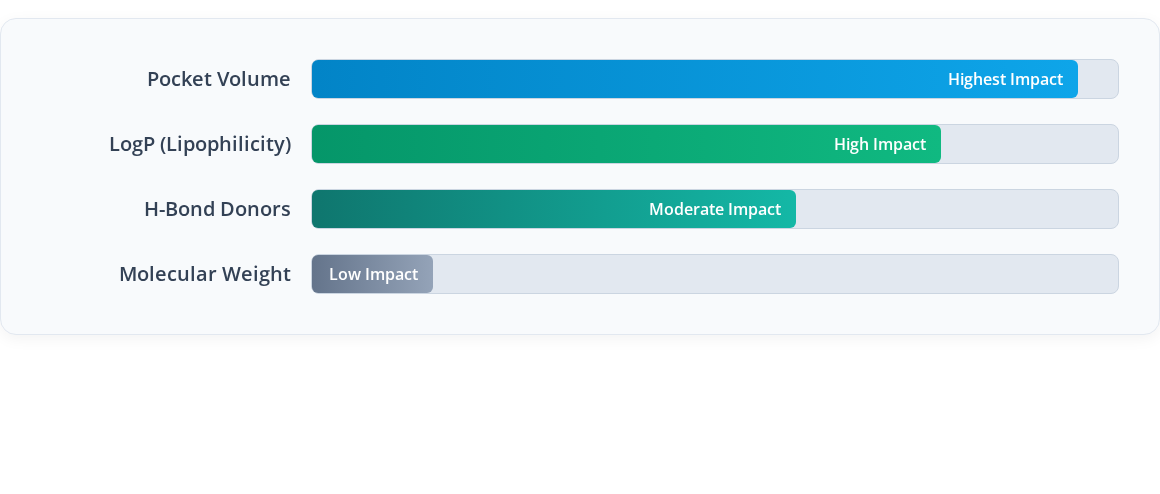 Pocket Volume
Highest Impact
LogP (Lipophilicity)
High Impact
H-Bond Donors
Moderate Impact
Molecular Weight
Low Impact